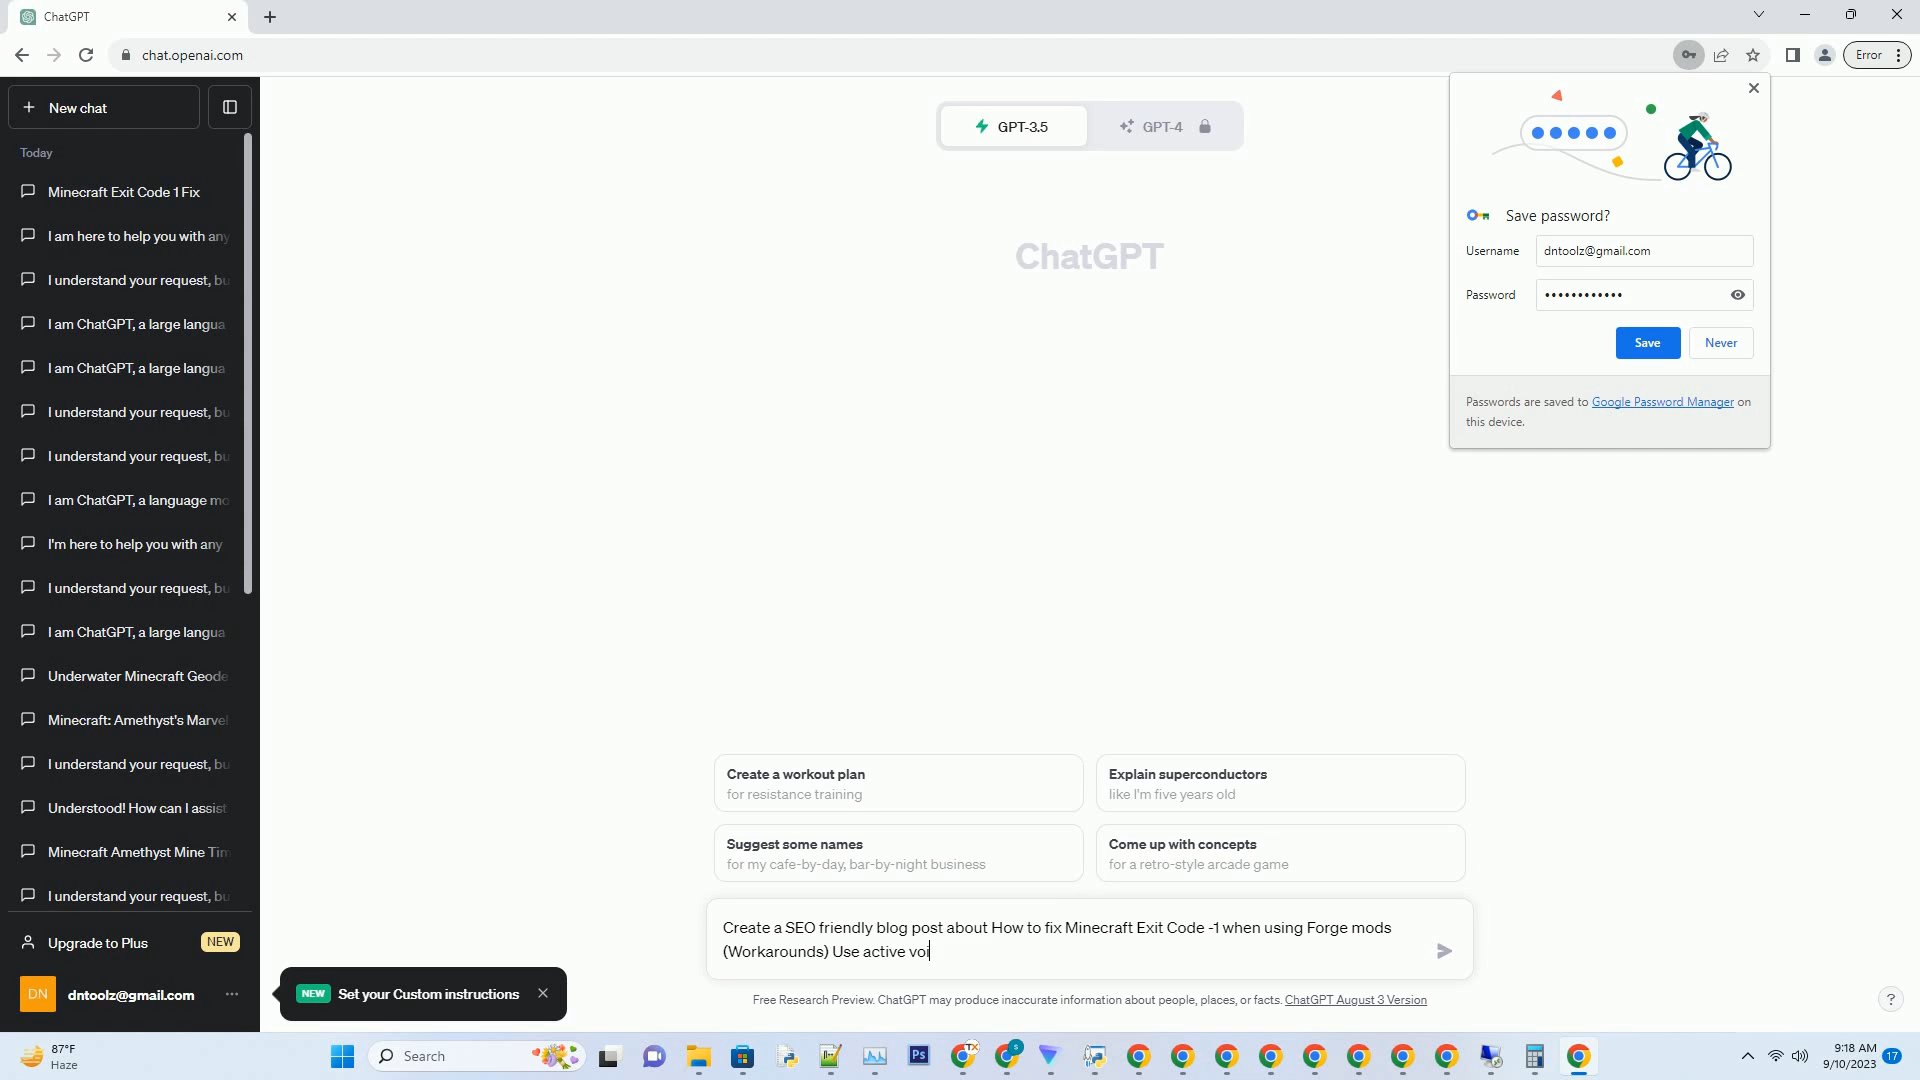 ChatGPT
chat.openai.com
Error
New chat
Today
Minecraft Exit Code 1 Fix
I am here to help you with any
I understand your request, bu
I am ChatGPT, a large langua
I am ChatGPT, a large langua
I understand your request, bu
I understand your request, bu
I am ChatGPT, a language mo
I'm here to help you with any
I understand your request, bu
I am ChatGPT, a large langua
Underwater Minecraft Geode
Minecraft: Amethyst's Marvel
I understand your request, bu
Understood! How can I assist
Minecraft Amethyst Mine Tim
I understand your request, bu
Upgrade to Plus NEW
DN dntoolz@gmail.com
GPT-3.5 GPT-4
ChatGPT
Save password?
Username dntoolz@gmail.com
Password ••••••••••••
Save Never
Passwords are saved to Google Password Manager on
this device.
Create a workout plan
for resistance training
Explain superconductors
like I'm five years old
Suggest some names
for my cafe-by-day, bar-by-night business
Come up with concepts
for a retro-style arcade game
Create a SEO friendly blog post about How to fix Minecraft Exit Code -1 when using Forge mods
(Workarounds) Use active voi
NEW Set your Custom instructions
Free Research Preview. ChatGPT may produce inaccurate information about people, places, or facts. ChatGPT August 3 Version
?
87°F
Haze
Search
Ps
TX
s
9:18 AM
9/10/2023
17